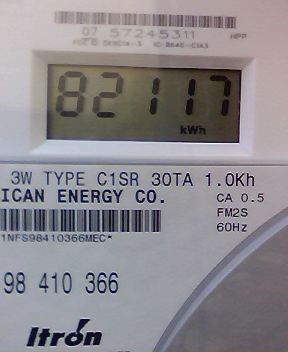 07 57245311
HPP
82117
kWh
3W TYPE C1SR 30TA 1.0Kh
ICAN ENERGY CO.
CA 0.5
FM2S
60Hz
1NFS98410366MEC*
98 410 366
Itron